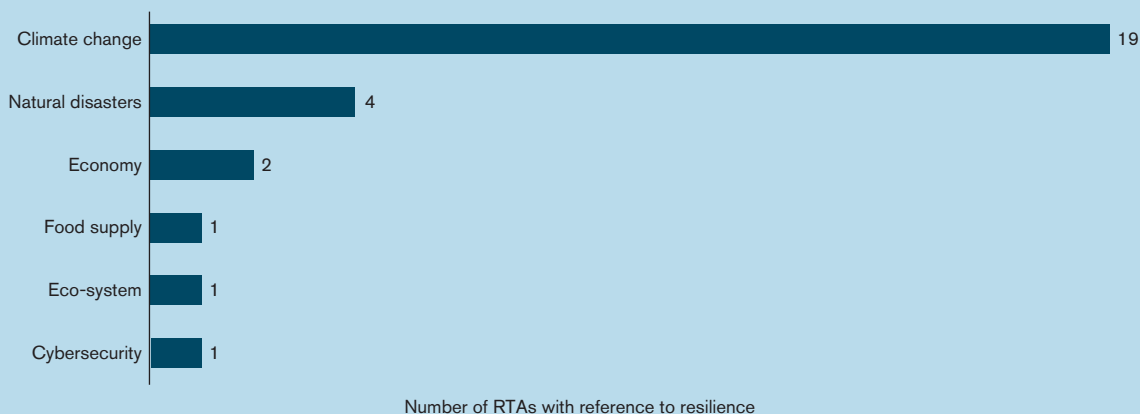 Climate change 19
Natural disasters 4
Economy 2
Food supply 1
Eco-system 1
Cybersecurity 1
Number of RTAs with reference to resilience